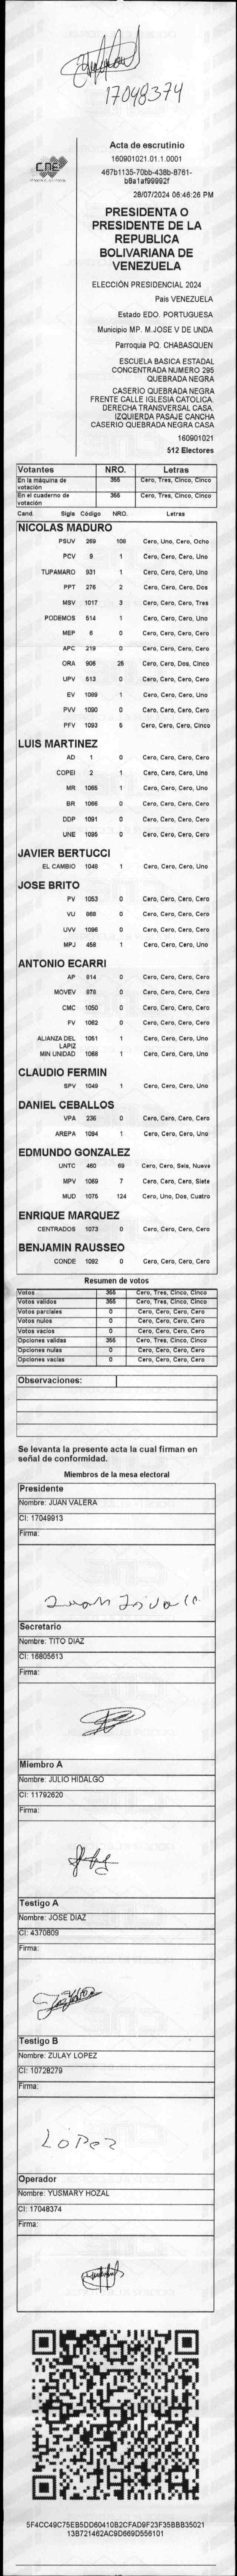 17048374
CNE
Acta de escrutinio
160901021.01.1.0001
467b1135-70bb-438b-8761-
b8a1af99992f
28/07/2024 06:46:26 PM
PRESIDENTA O
PRESIDENTE DE LA
REPUBLICA
BOLIVARIANA DE
VENEZUELA
ELECCIÓN PRESIDENCIAL 2024
País VENEZUELA
Estado EDO. PORTUGUESA
Municipio MP. M.JOSE V DE UNDA
Parroquia PQ. CHABASQUEN
ESCUELA BASICA ESTADAL
CONCENTRADA NUMERO 295
QUEBRADA NEGRA
CASERÍO QUEBRADA NEGRA
FRENTE CALLE IGLESIA CATOLICA.
DERECHA TRANSVERSAL CASA.
IZQUIERDA PASAJE CANCHA
CASERIO QUEBRADA NEGRA CASA
160901021
512 Electores
Votantes NRO. Letras
En la máquina de votación 355 Cero, Tres, Cinco, Cinco
En el cuaderno de votación 355 Cero, Tres, Cinco, Cinco
Cand. Sigla Código NRO. Letras
NICOLAS MADURO
PSUV 269 108 Cero, Uno, Cero, Ocho
PCV 9 1 Cero, Cero, Cero, Uno
TUPAMARO 931 1 Cero, Cero, Cero, Uno
PPT 276 2 Cero, Cero, Cero, Dos
MSV 1017 3 Cero, Cero, Cero, Tres
PODEMOS 514 1 Cero, Cero, Cero, Uno
MEP 6 0 Cero, Cero, Cero, Cero
APC 219 0 Cero, Cero, Cero, Cero
ORA 906 25 Cero, Cero, Dos, Cinco
UPV 513 0 Cero, Cero, Cero, Cero
EV 1089 1 Cero, Cero, Cero, Uno
PVV 1090 0 Cero, Cero, Cero, Cero
PFV 1093 5 Cero, Cero, Cero, Cinco
LUIS MARTINEZ
AD 1 0 Cero, Cero, Cero, Cero
COPEI 2 1 Cero, Cero, Cero, Uno
MR 1065 1 Cero, Cero, Cero, Uno
BR 1066 0 Cero, Cero, Cero, Cero
DDP 1091 0 Cero, Cero, Cero, Cero
UNE 1095 0 Cero, Cero, Cero, Cero
JAVIER BERTUCCI
EL CAMBIO 1048 1 Cero, Cero, Cero, Uno
JOSE BRITO
PV 1053 0 Cero, Cero, Cero, Cero
VU 968 0 Cero, Cero, Cero, Cero
UVV 1096 0 Cero, Cero, Cero, Cero
MPJ 458 1 Cero, Cero, Cero, Uno
ANTONIO ECARRI
AP 814 0 Cero, Cero, Cero, Cero
MOVEV 978 0 Cero, Cero, Cero, Cero
CMC 1050 0 Cero, Cero, Cero, Cero
FV 1062 0 Cero, Cero, Cero, Cero
ALIANZA DEL LAPIZ 1051 1 Cero, Cero, Cero, Uno
MIN UNIDAD 1068 1 Cero, Cero, Cero, Uno
CLAUDIO FERMIN
SPV 1049 1 Cero, Cero, Cero, Uno
DANIEL CEBALLOS
VPA 236 0 Cero, Cero, Cero, Cero
AREPA 1094 1 Cero, Cero, Cero, Uno
EDMUNDO GONZALEZ
UNTC 460 69 Cero, Cero, Seis, Nueve
MPV 1069 7 Cero, Cero, Cero, Siete
MUD 1075 124 Cero, Uno, Dos, Cuatro
ENRIQUE MARQUEZ
CENTRADOS 1073 0 Cero, Cero, Cero, Cero
BENJAMIN RAUSSEO
CONDE 1092 0 Cero, Cero, Cero, Cero
Resumen de votos
Votos 355 Cero, Tres, Cinco, Cinco
Votos validos 355 Cero, Tres, Cinco, Cinco
Votos parciales 0 Cero, Cero, Cero, Cero
Votos nulos 0 Cero, Cero, Cero, Cero
Votos vacios 0 Cero, Cero, Cero, Cero
Opciones validas 355 Cero, Tres, Cinco, Cinco
Opciones nulas 0 Cero, Cero, Cero, Cero
Opciones vacias 0 Cero, Cero, Cero, Cero
Observaciones:
Se levanta la presente acta la cual firman en
señal de conformidad.
Miembros de la mesa electoral
Presidente
Nombre: JUAN VALERA
CI: 17049913
Firma:
Secretario
Nombre: TITO DIAZ
CI: 16805613
Firma:
Miembro A
Nombre: JULIO HIDALGO
CI: 11792620
Firma:
Testigo A
Nombre: JOSE DIAZ
CI: 4370809
Firma:
Testigo B
Nombre: ZULAY LOPEZ
CI: 10728279
Firma:
LOPEZ
Operador
Nombre: YUSMARY HOZAL
CI: 17048374
Firma:
5F4CC49C75EB5DD60410B2CFAD9F23F35BBB35021
13B721462AC9D669D556101